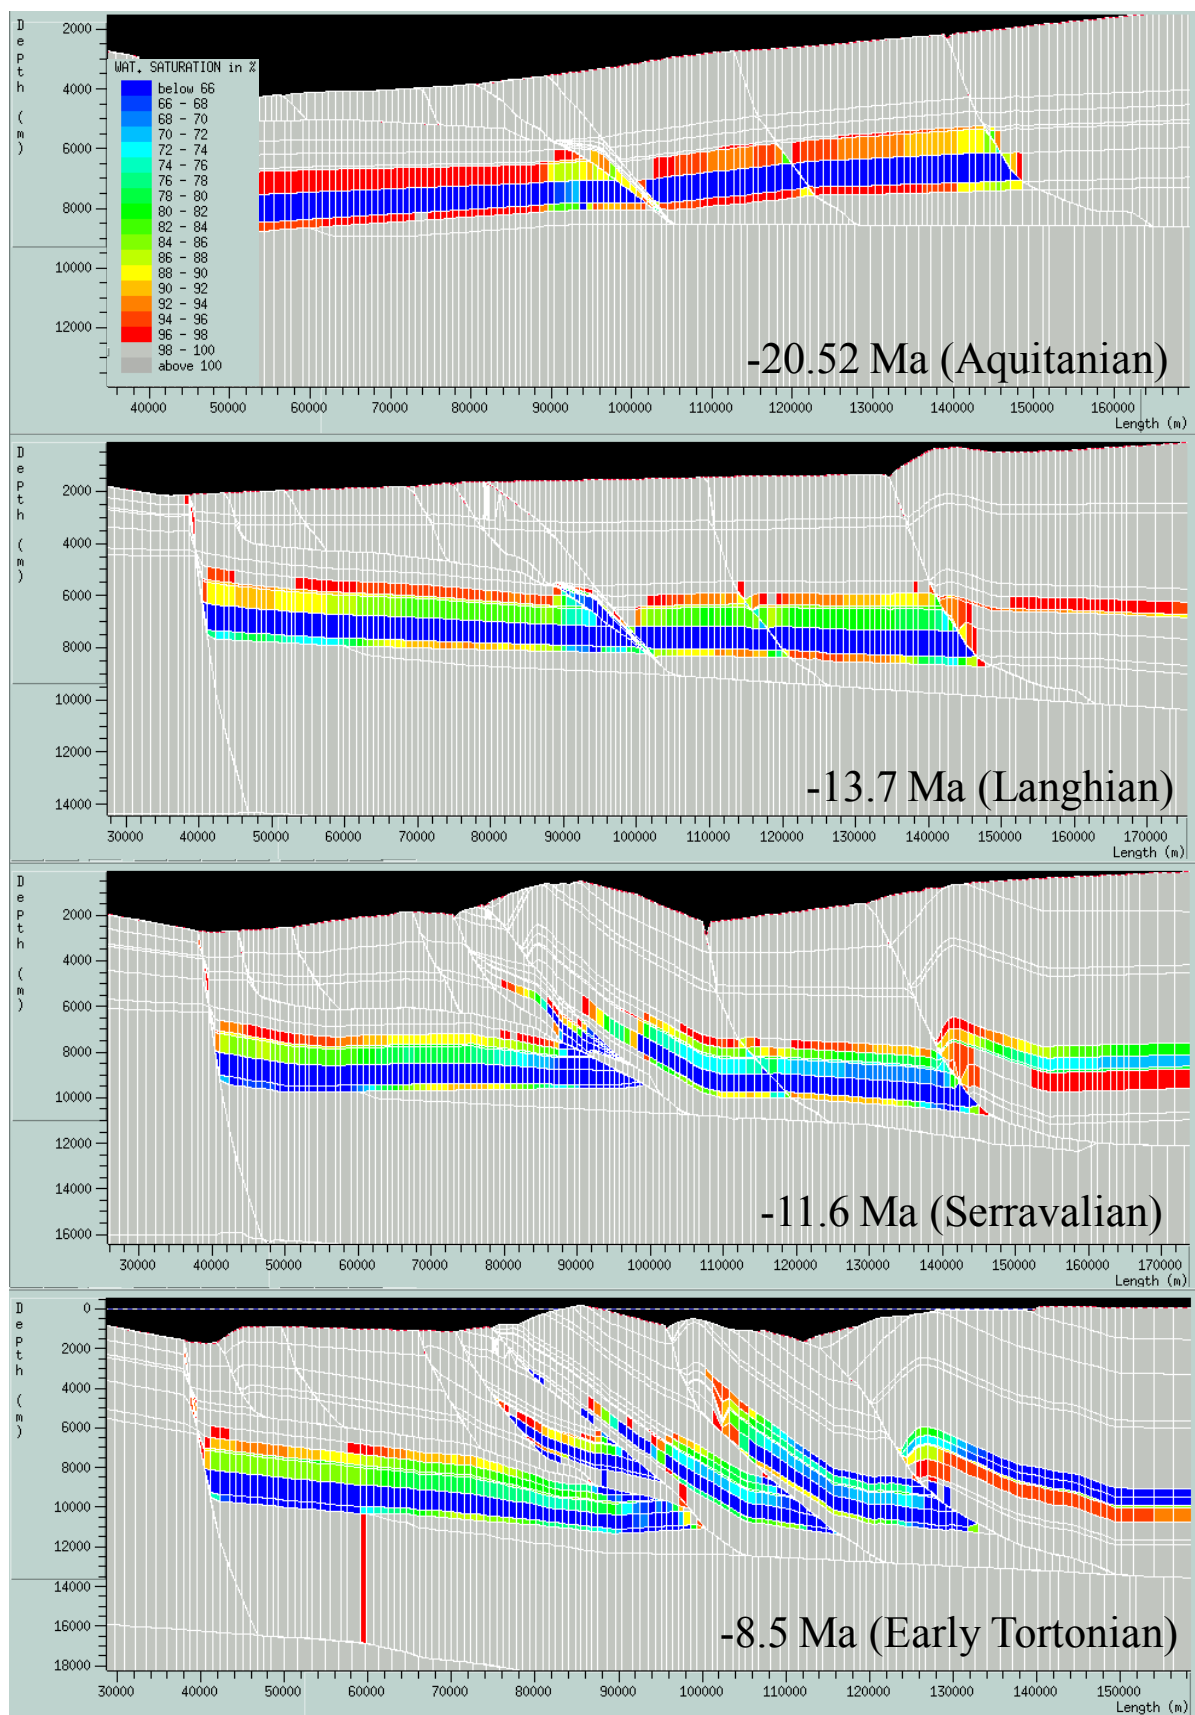 Depth (m)
2000
4000
6000
8000
10000
12000
WAT. SATURATION in %
below 66
66 - 68
68 - 70
70 - 72
72 - 74
74 - 76
76 - 78
78 - 80
80 - 82
82 - 84
84 - 86
86 - 88
88 - 90
90 - 92
92 - 94
94 - 96
96 - 98
98 - 100
above 100
-20.52 Ma (Aquitanian)
40000 50000 60000 70000 80000 90000 100000 110000 120000 130000 140000 150000 160000
Length (m)
Depth (m)
2000
4000
6000
8000
10000
12000
14000
-13.7 Ma (Langhian)
30000 40000 50000 60000 70000 80000 90000 100000 110000 120000 130000 140000 150000 160000 170000
Length (m)
Depth (m)
2000
4000
6000
8000
10000
12000
14000
16000
-11.6 Ma (Serravalian)
30000 40000 50000 60000 70000 80000 90000 100000 110000 120000 130000 140000 150000 160000 170000
Length (m)
Depth (m)
0
2000
4000
6000
8000
10000
12000
14000
16000
18000
-8.5 Ma (Early Tortonian)
30000 40000 50000 60000 70000 80000 90000 100000 110000 120000 130000 140000 150000
Length (m)